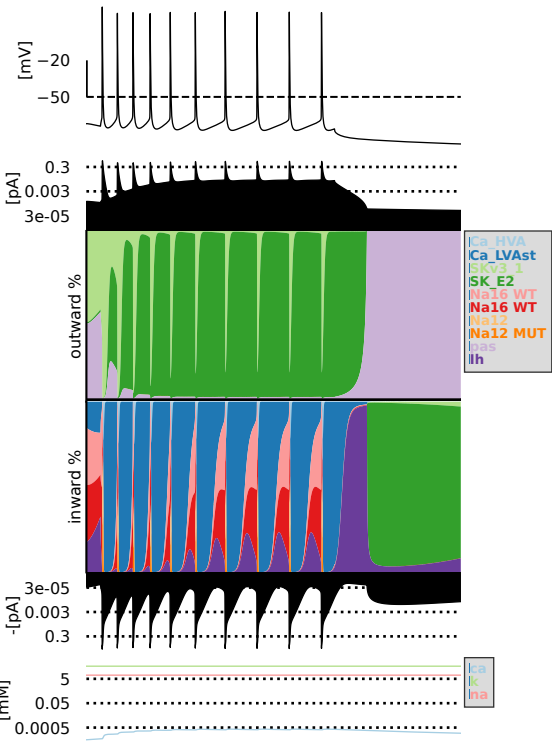 [mV]
−20
−50
[pA]
0.3
0.003
3e-05
outward %
Ca_HVA
Ca_LVAst
SKv3_1
SK_E2
Na16 WT
Na16 WT
Na12
Na12 MUT
pas
Ih
inward %
-[pA]
3e-05
0.003
0.3
[mM]
5
0.05
0.0005
ca
k
na